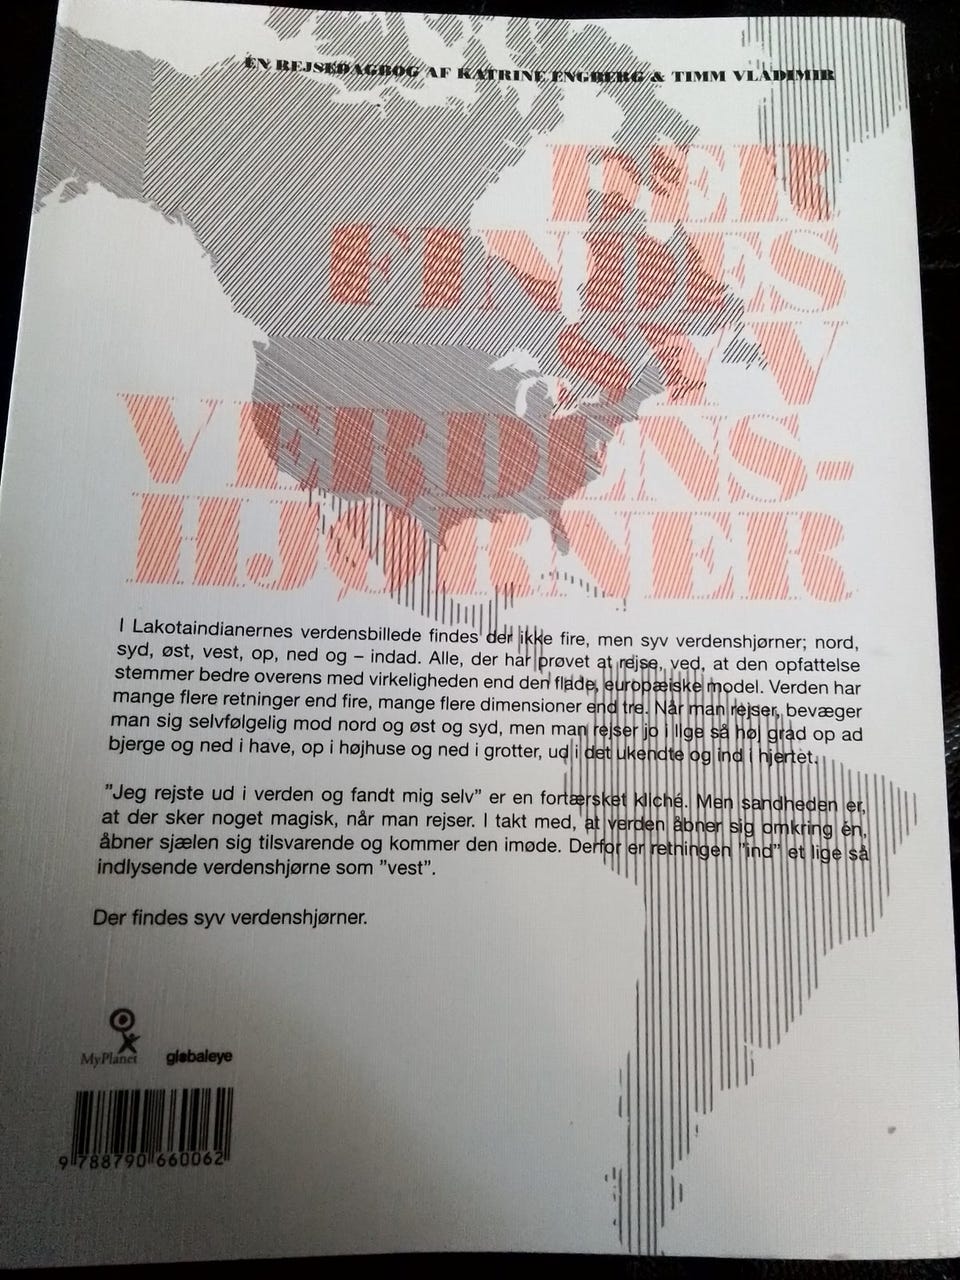 EN REJSEDAGBOG AF KATRINE ENGBERG & TIMM VLADIMIR
DER
FINDES
SYV
VERDENS-
HJØRNER
I Lakotaindianernes verdensbillede findes der ikke fire, men syv verdenshjørner; nord,
syd, øst, vest, op, ned og – indad. Alle, der har prøvet at rejse, ved, at den opfattelse
stemmer bedre overens med virkeligheden end den flade, europæiske model. Verden har
mange flere retninger end fire, mange flere dimensioner end tre. Når man rejser, bevæger
man sig selvfølgelig mod nord og øst og syd, men man rejser jo i lige så høj grad op ad
bjerge og ned i have, op i højhuse og ned i grotter, ud i det ukendte og ind i hjertet.
"Jeg rejste ud i verden og fandt mig selv" er en fortærsket kliché. Men sandheden er,
at der sker noget magisk, når man rejser. I takt med, at verden åbner sig omkring én,
åbner sjælen sig tilsvarende og kommer den imøde. Derfor er retningen "ind" et lige så
indlysende verdenshjørne som "vest".
Der findes syv verdenshjørner.
MyPlanet globaleye
9 788790 660062